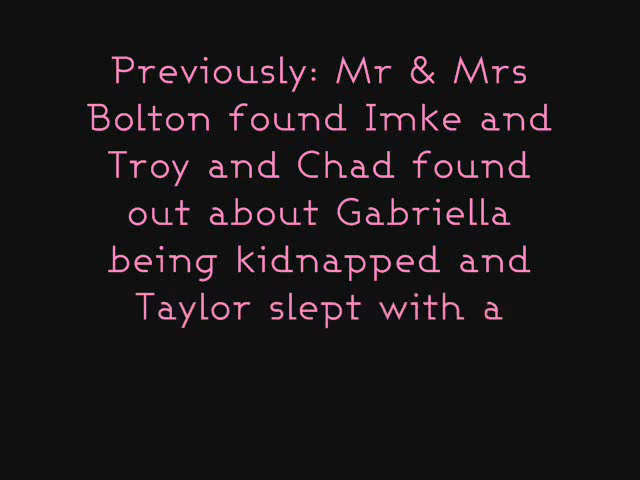 Previously: Mr & Mrs
Bolton found Imke and
Troy and Chad found
out about Gabriella
being kidnapped and
Taylor slept with a